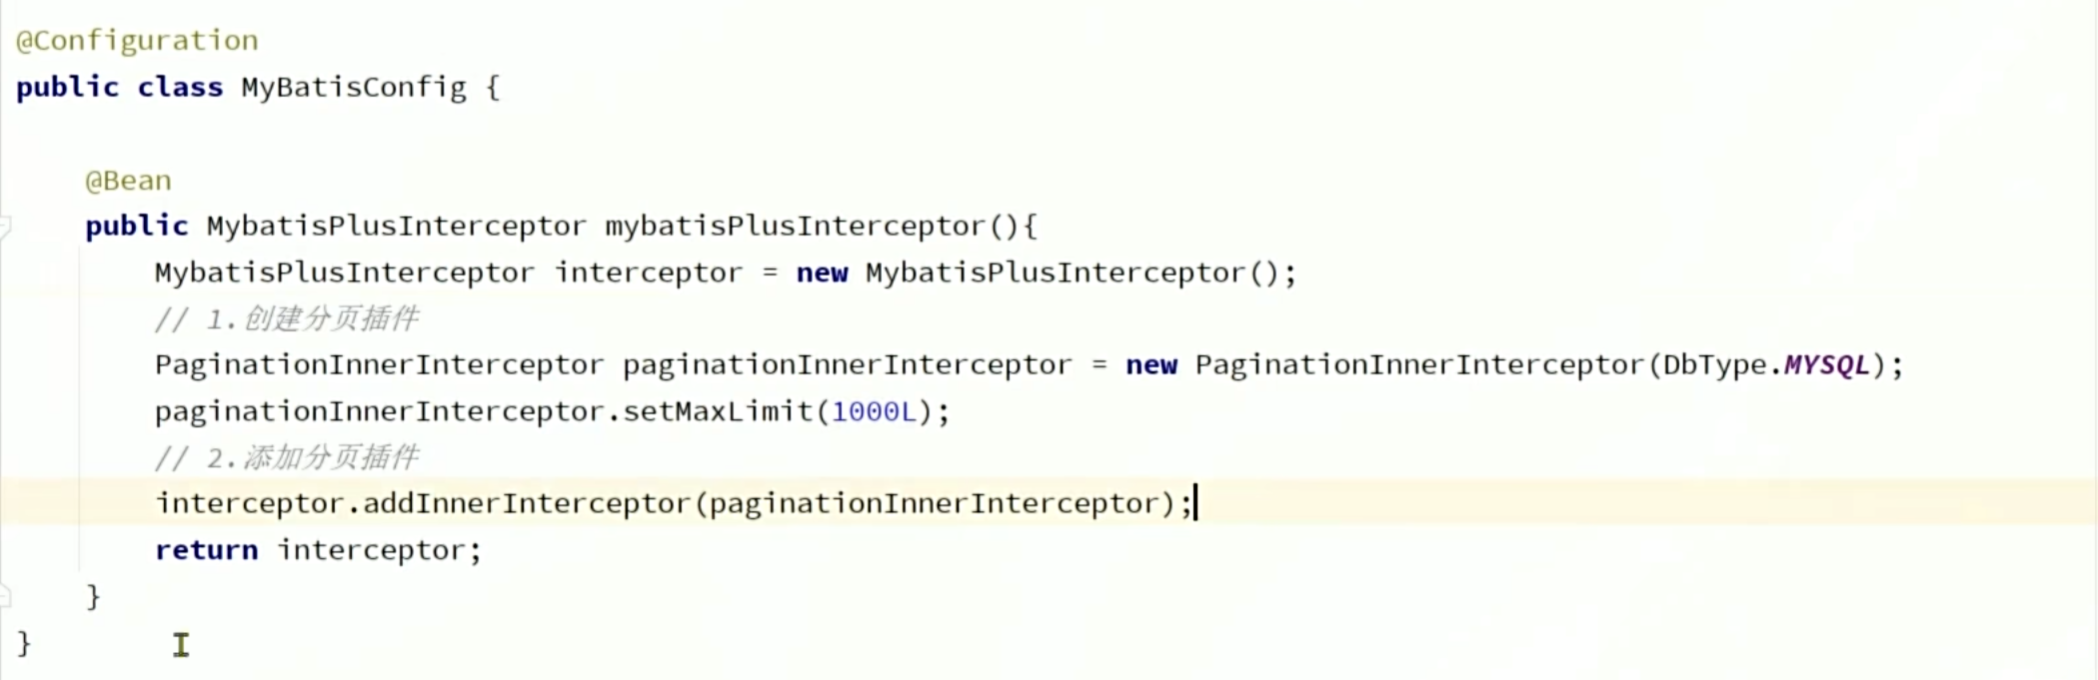 @Configuration
public class MyBatisConfig {
@Bean
public MybatisPlusInterceptor mybatisPlusInterceptor(){
MybatisPlusInterceptor interceptor = new MybatisPlusInterceptor();
// 1.创建分页插件
PaginationInnerInterceptor paginationInnerInterceptor = new PaginationInnerInterceptor(DbType.MYSQL);
paginationInnerInterceptor.setMaxLimit(1000L);
// 2.添加分页插件
interceptor.addInnerInterceptor(paginationInnerInterceptor);
return interceptor;
}
}